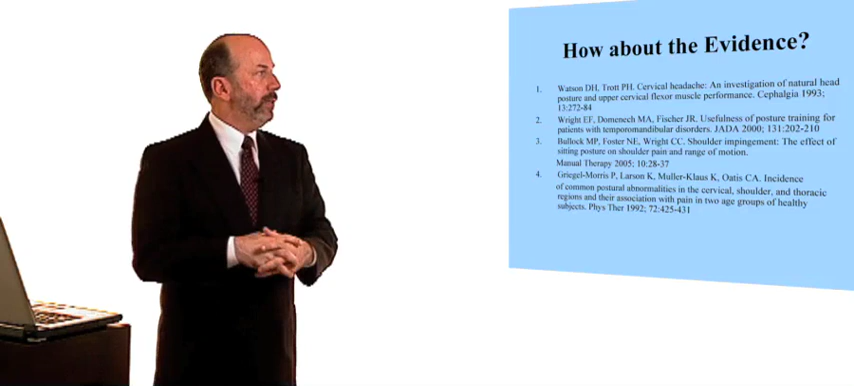 How about the Evidence?
1. Watson DH, Trott PH. Cervical headache: An investigation of natural head
posture and upper cervical flexor muscle performance. Cephalgia 1993;
13:272-84
2. Wright EF, Domenech MA, Fischer JR. Usefulness of posture training for
patients with temporomandibular disorders. JADA 2000; 131:202-210
3. Bullock MP, Foster NE, Wright CC. Shoulder impingement: The effect of
sitting posture on shoulder pain and range of motion.
Manual Therapy 2005; 10:28-37
4. Griegel-Morris P, Larson K, Muller-Klaus K, Oatis CA. Incidence
of common postural abnormalities in the cervical, shoulder, and thoracic
regions and their association with pain in two age groups of healthy
subjects. Phys Ther 1992; 72:425-431